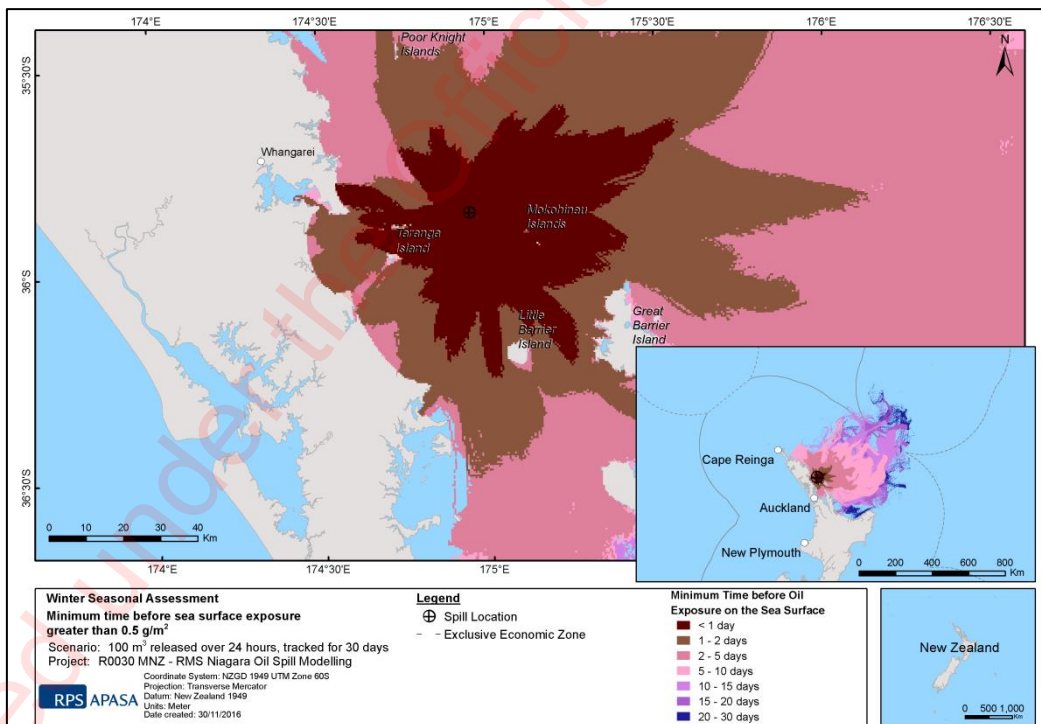 174°E 174°30'E 175°E 175°30'E 176°E 176°30'E
N
Poor Knight
Islands
35°30'S
Whangarei
Mokohinau
Islands
Taranga
Island
36°S
Little
Barrier
Island
Great
Barrier
Island
36°30'S
Cape Reinga
Auckland
New Plymouth
0 10 20 30 40
Km
0 200 400 600 800
Km
174°E 174°30'E 175°E
Winter Seasonal Assessment
Minimum time before sea surface exposure
greater than 0.5 g/m²
Scenario: 100 m³ released over 24 hours, tracked for 30 days
Project: R0030 MNZ - RMS Niagara Oil Spill Modelling
RPS APASA
Coordinate System: NZGD 1949 UTM Zone 60S
Projection: Transverse Mercator
Datum: New Zealand 1949
Units: Meter
Date created: 30/11/2016
Legend
Spill Location
Exclusive Economic Zone
Minimum Time before Oil
Exposure on the Sea Surface
< 1 day
1 - 2 days
2 - 5 days
5 - 10 days
10 - 15 days
15 - 20 days
20 - 30 days
New Zealand
0 500 1,000
Km
ed under the Offici